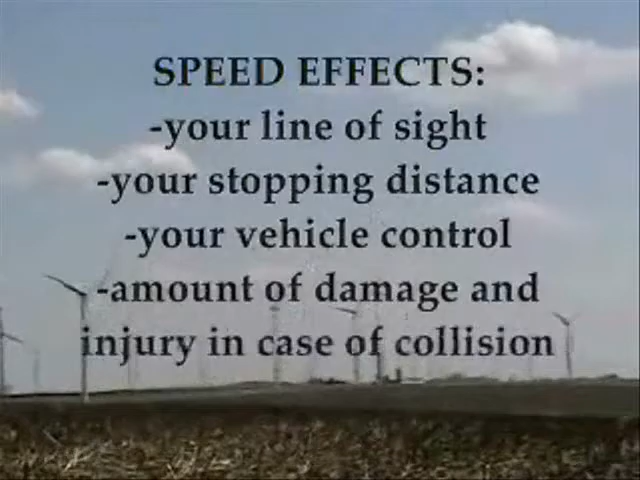 SPEED EFFECTS:
-your line of sight
-your stopping distance
-your vehicle control
-amount of damage and
injury in case of collision